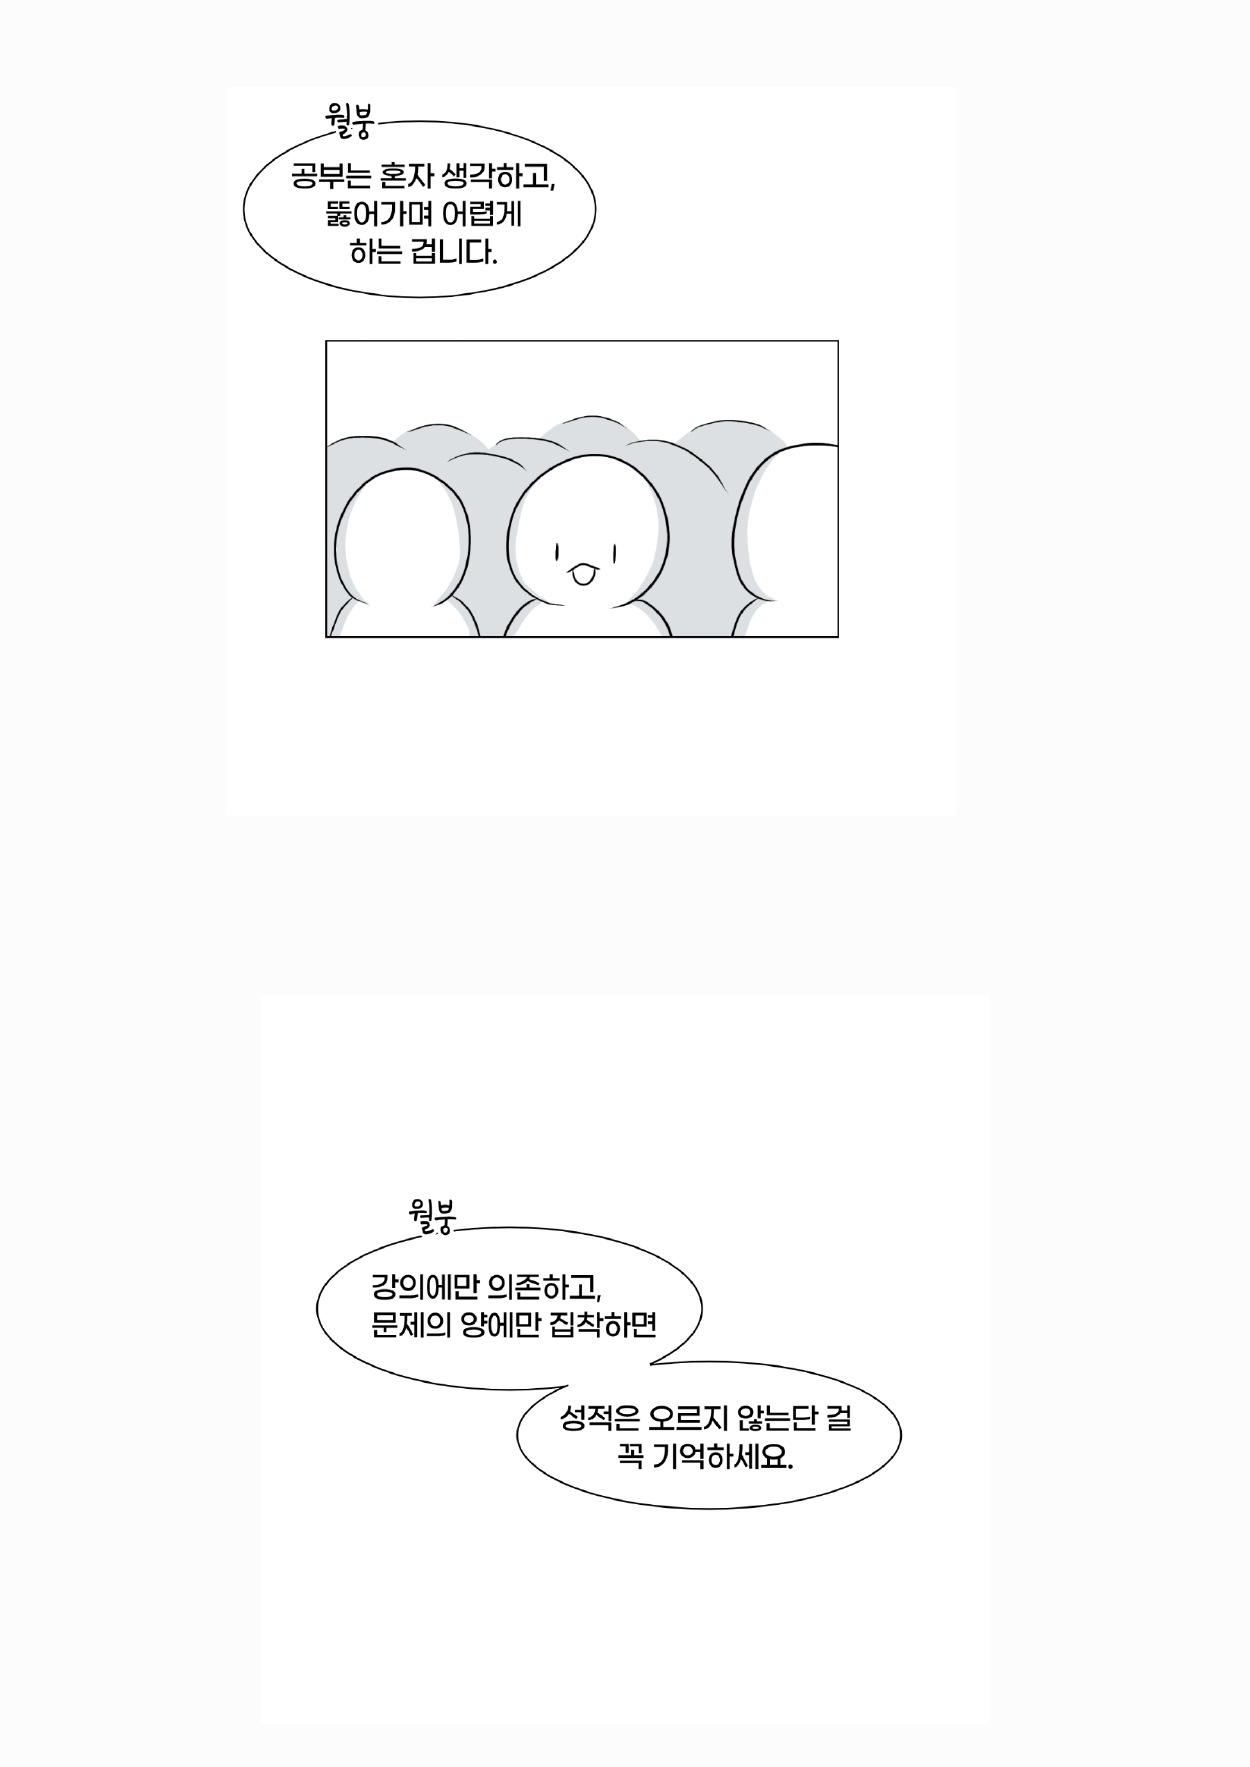 월붕
공부는 혼자 생각하고,
뚫어가며 어렵게
하는 겁니다.
월붕
강의에만 의존하고,
문제의 양에만 집착하면
성적은 오르지 않는단 걸
꼭 기억하세요.